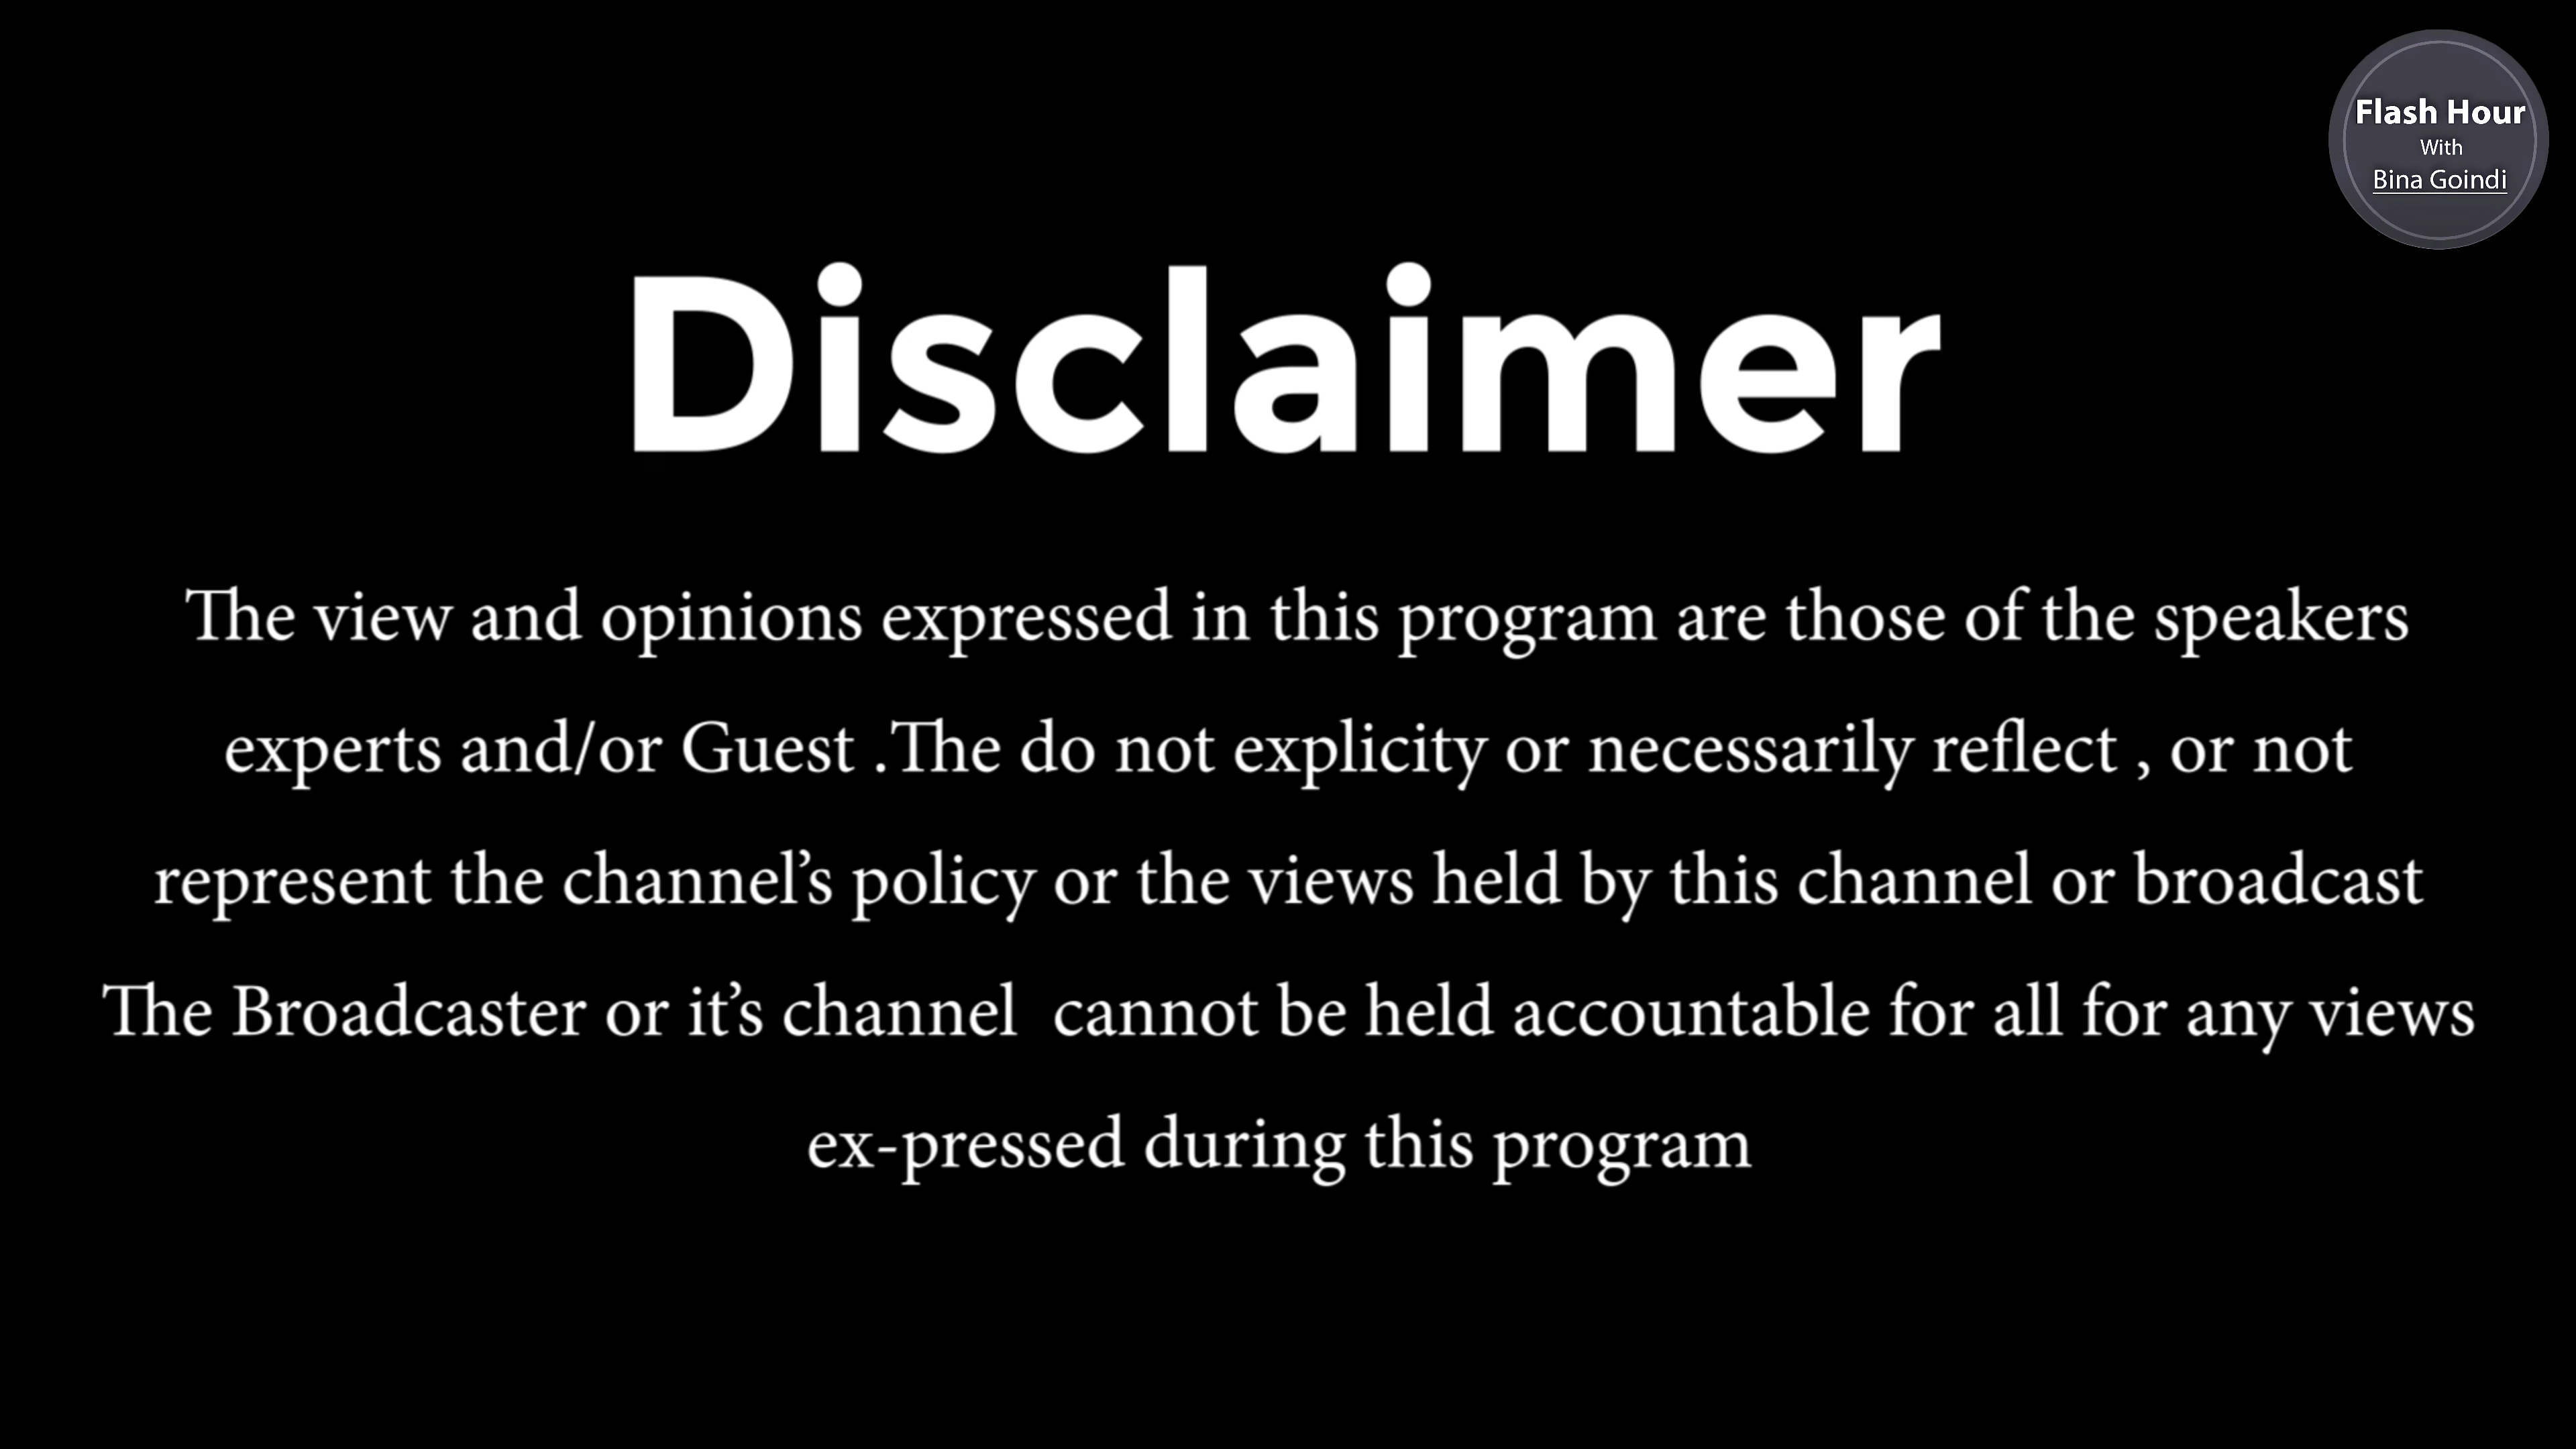 Flash Hour
With
Bina Goindi
Disclaimer
The view and opinions expressed in this program are those of the speakers
experts and/or Guest .The do not explicity or necessarily reflect , or not
represent the channel’s policy or the views held by this channel or broadcast
The Broadcaster or it’s channel  cannot be held accountable for all for any views
ex-pressed during this program